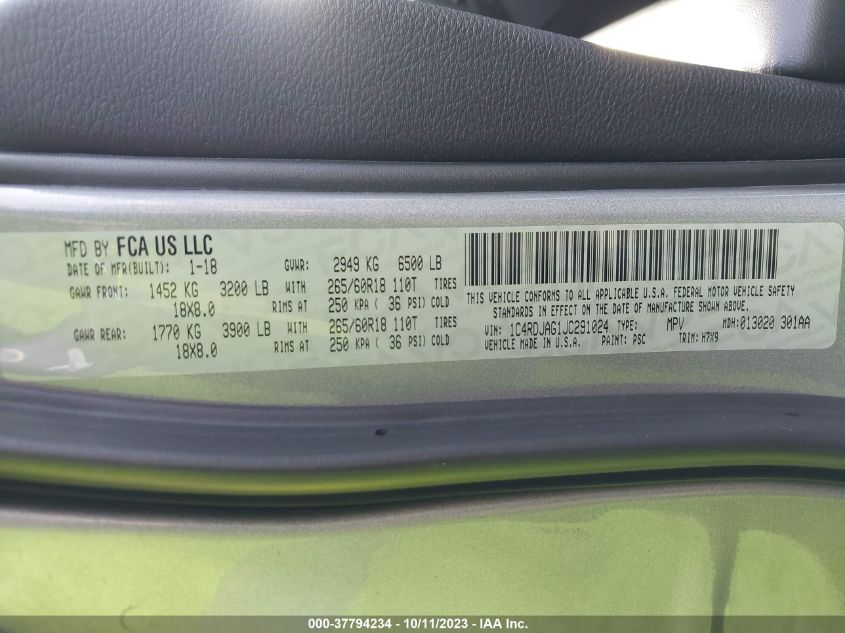 MFD BY FCA US LLC
DATE OF MFR(BUILT): 1-18 GVWR: 2949 KG 6500 LB
GAWR FRONT: 1452 KG 3200 LB WITH 265/60R18 110T TIRES
18X8.0 RIMS AT 250 KPA ( 36 PSI) COLD
GAWR REAR: 1770 KG 3900 LB WITH 265/60R18 110T TIRES
18X8.0 RIMS AT 250 KPA ( 36 PSI) COLD
THIS VEHICLE CONFORMS TO ALL APPLICABLE U.S.A. FEDERAL MOTOR VEHICLE SAFETY
STANDARDS IN EFFECT ON THE DATE OF MANUFACTURE SHOWN ABOVE.
VIN: 1C4RDJAG1JC291024 TYPE: MPV MDH: 013020 301AA
VEHICLE MADE IN U.S.A. PAINT: PSC TRIM: H7X9
000-37794234 - 10/11/2023 - IAA Inc.